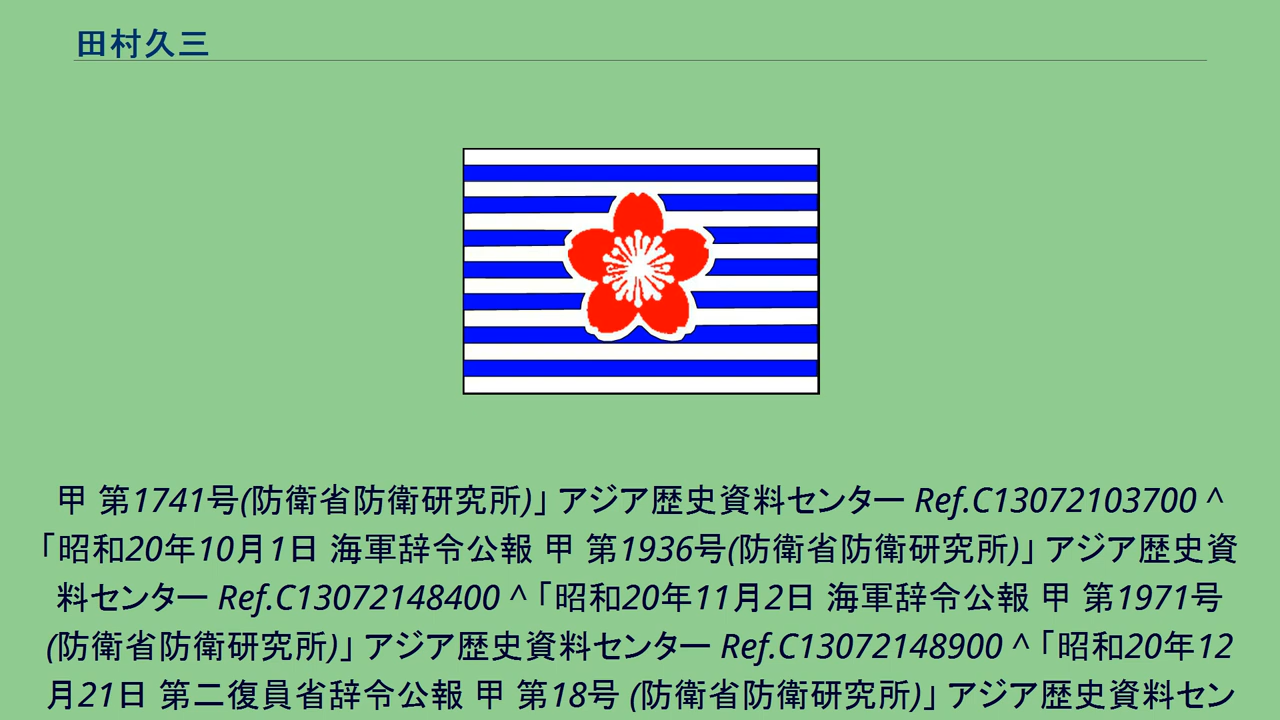 田村久三
甲 第1741号(防衛省防衛研究所)」 アジア歴史資料センター Ref.C13072103700 ^
「昭和20年10月1日 海軍辞令公報 甲 第1936号(防衛省防衛研究所)」 アジア歴史資
料センター Ref.C13072148400 ^ 「昭和20年11月2日 海軍辞令公報 甲 第1971号
(防衛省防衛研究所)」 アジア歴史資料センター Ref.C13072148900 ^ 「昭和20年12
月21日 第二復員省辞令公報 甲 第18号 (防衛省防衛研究所)」 アジア歴史資料セン